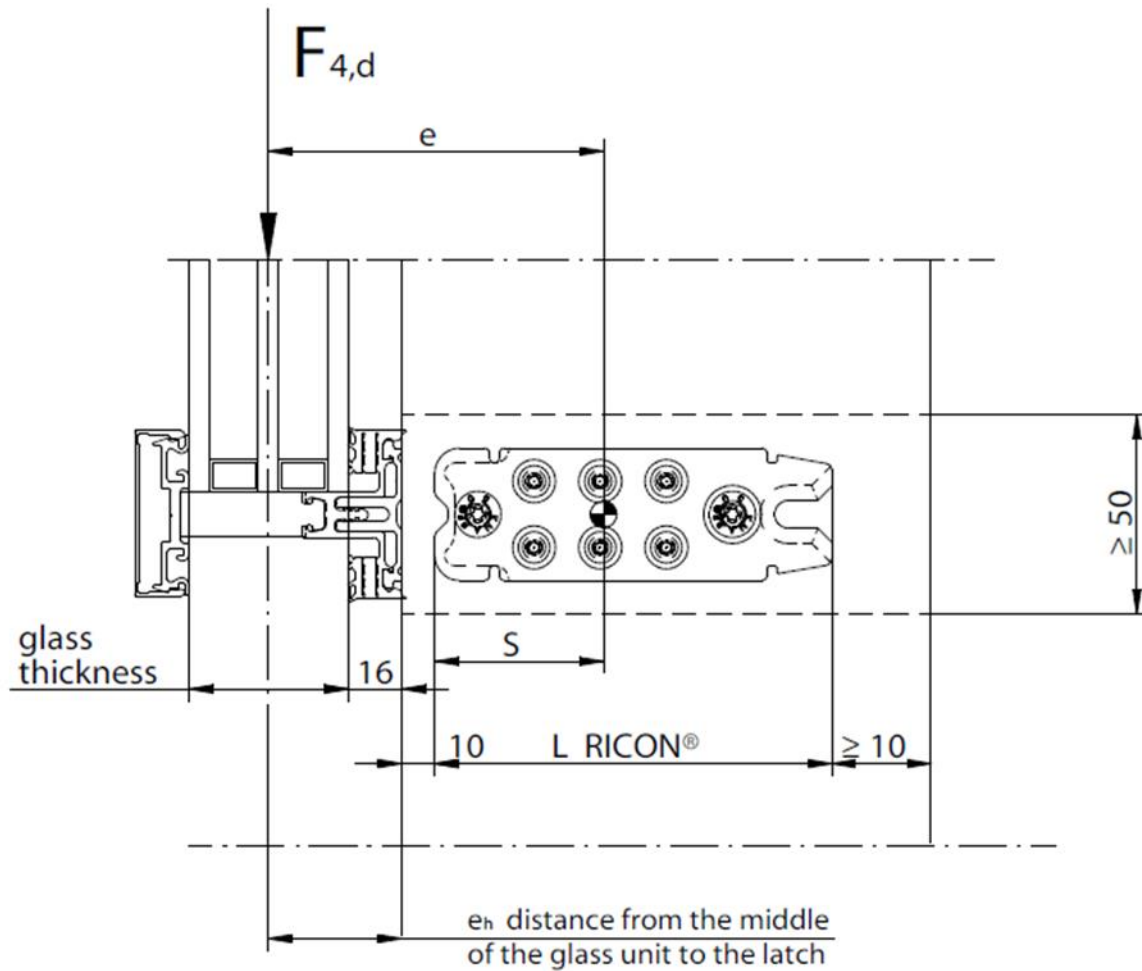 F4,d
e
≥ 50
S
glass
thickness
16
10
L RICON®
≥ 10
eh distance from the middle
of the glass unit to the latch